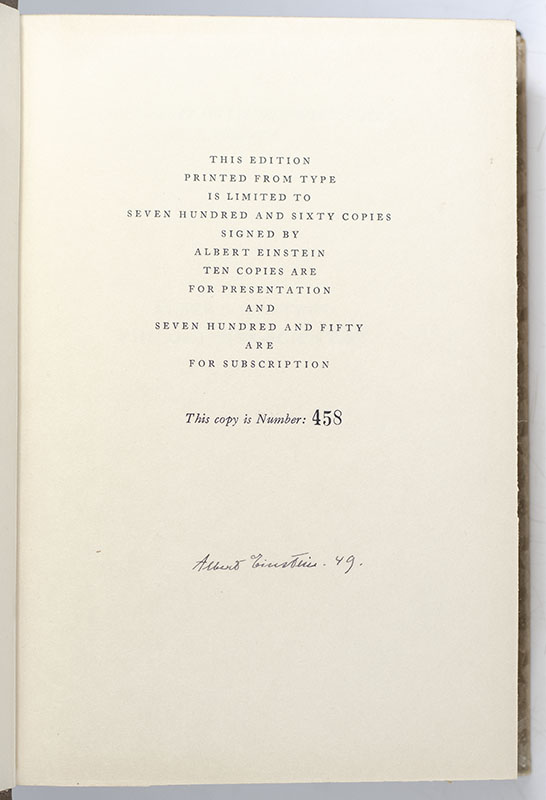 THIS EDITION
PRINTED FROM TYPE
IS LIMITED TO
SEVEN HUNDRED AND SIXTY COPIES
SIGNED BY
ALBERT EINSTEIN
TEN COPIES ARE
FOR PRESENTATION
AND
SEVEN HUNDRED AND FIFTY
ARE
FOR SUBSCRIPTION
This copy is Number: 458
Albert Einstein. 49.